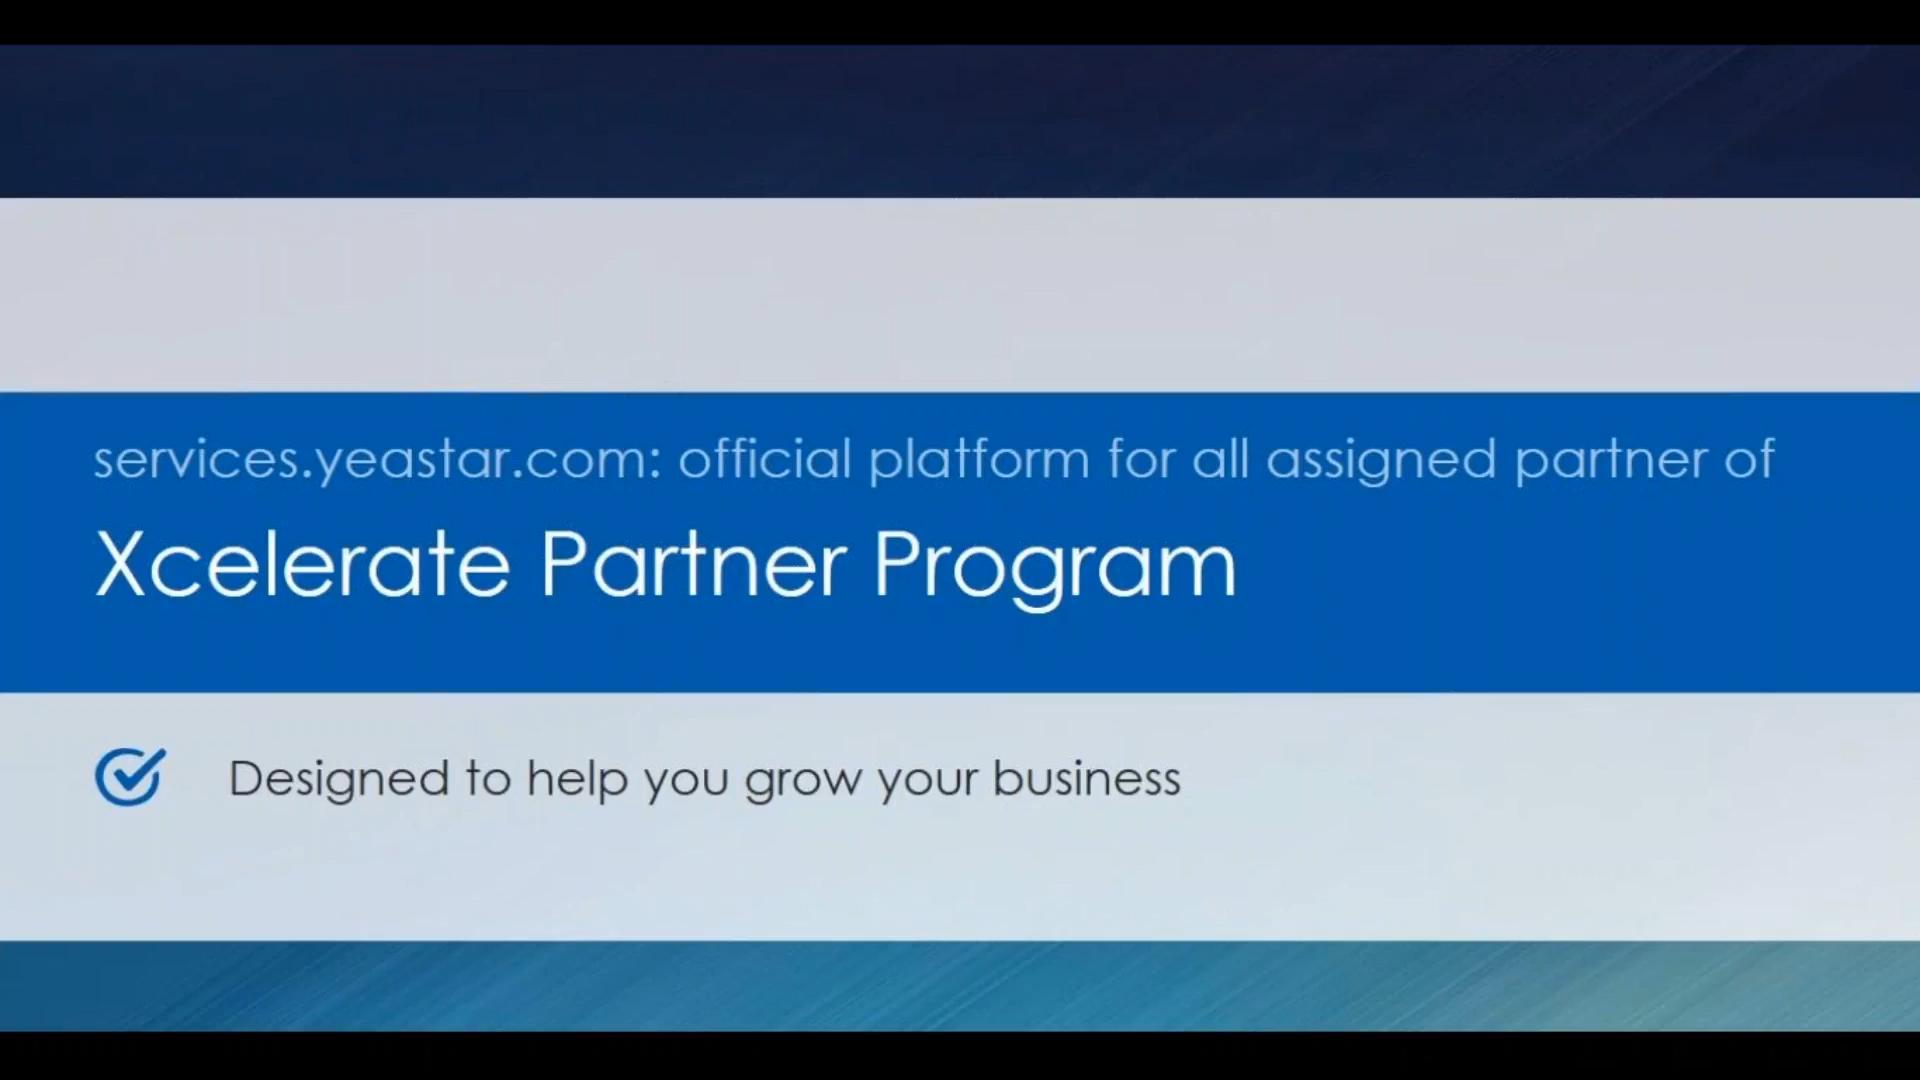 services.yeastar.com: official platform for all assigned partner of
Xcelerate Partner Program
Designed to help you grow your business